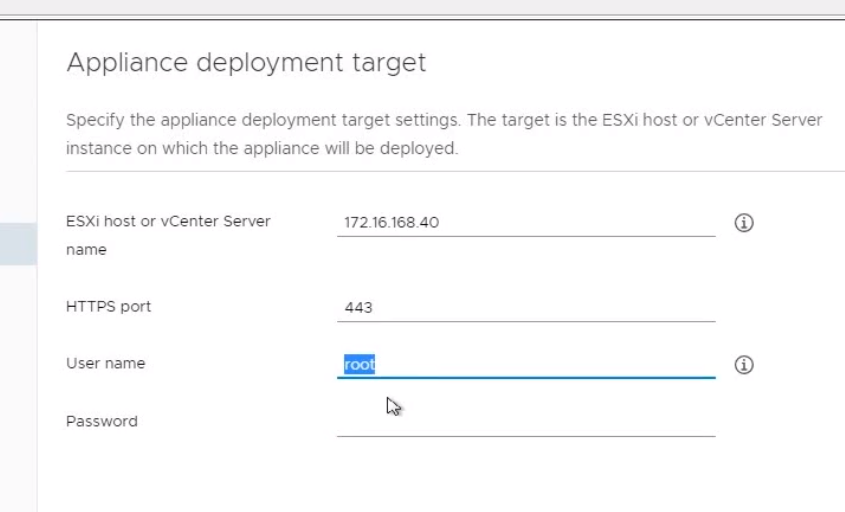 Appliance deployment target
Specify the appliance deployment target settings. The target is the ESXi host or vCenter Server
instance on which the appliance will be deployed.
ESXi host or vCenter Server
name
172.16.168.40
HTTPS port
443
User name
root
Password